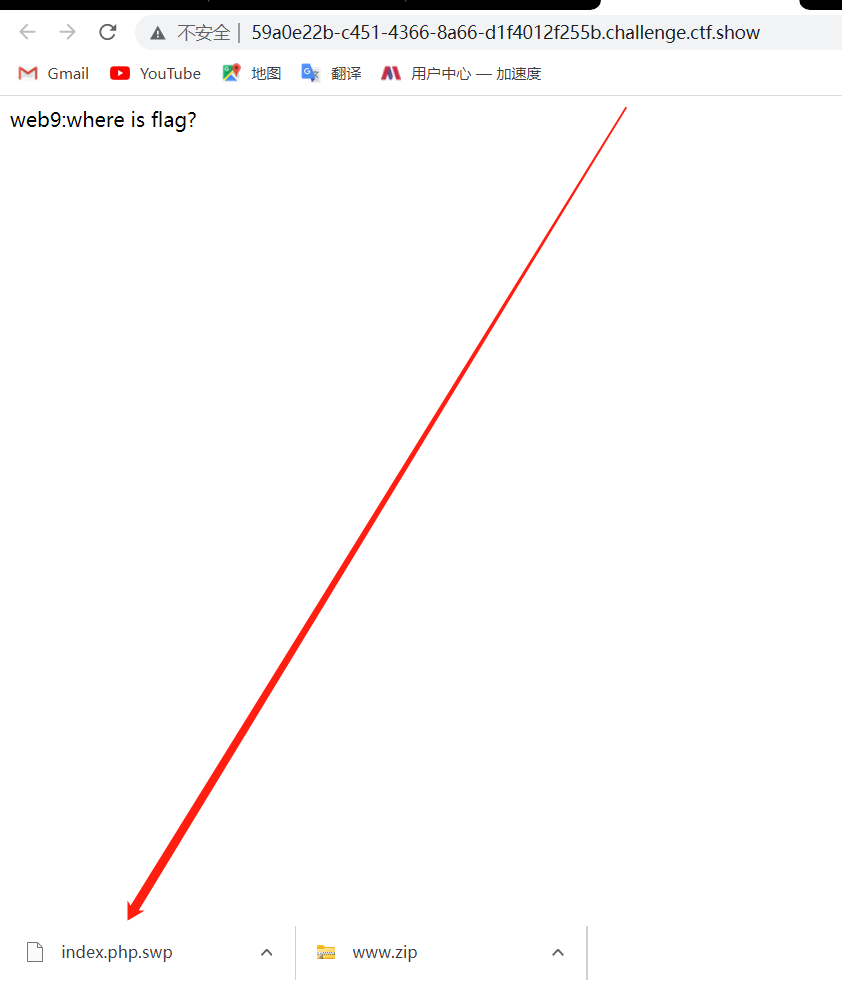 不安全 59a0e22b-c451-4366-8a66-d1f4012f255b.challenge.ctf.show
Gmail YouTube 地图 翻译 用户中心 — 加速度
web9:where is flag?
index.php.swp www.zip